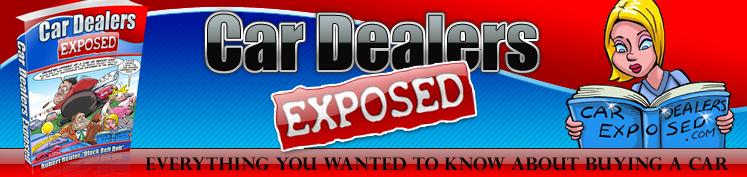 Car Dealers
EXPOSED
Car Dealers Exposed
Robert Reuter, "Black Belt Bob"
Car Dealers
EXPOSED
CAR DEALERS
EXPOSED
.COM
EVERYTHING YOU WANTED TO KNOW ABOUT BUYING A CAR